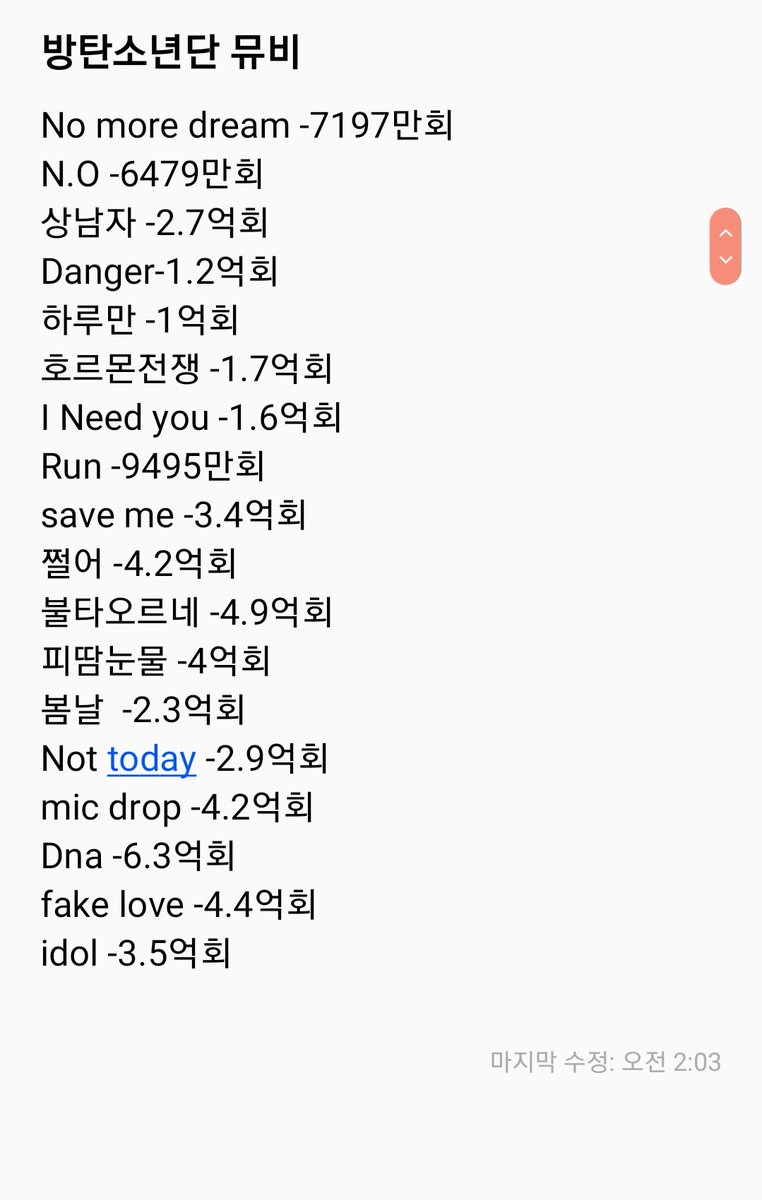 방탄소년단 뮤비
No more dream -7197만회
N.O -6479만회
상남자 -2.7억회
Danger-1.2억회
하루만 -1억회
호르몬전쟁 -1.7억회
I Need you -1.6억회
Run -9495만회
save me -3.4억회
쩔어 -4.2억회
불타오르네 -4.9억회
피땀눈물 -4억회
봄날  -2.3억회
Not today -2.9억회
mic drop -4.2억회
Dna -6.3억회
fake love -4.4억회
idol -3.5억회
마지막 수정: 오전 2:03